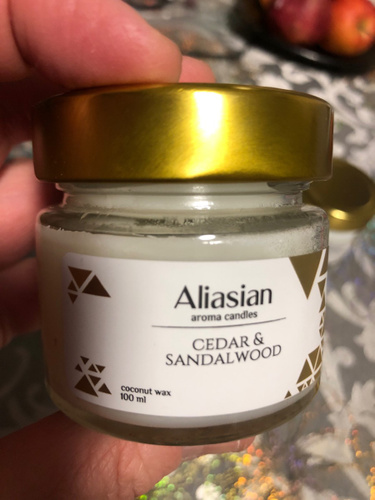 Aliasian
aroma candles
CEDAR &
SANDALWOOD
coconut wax
100 ml